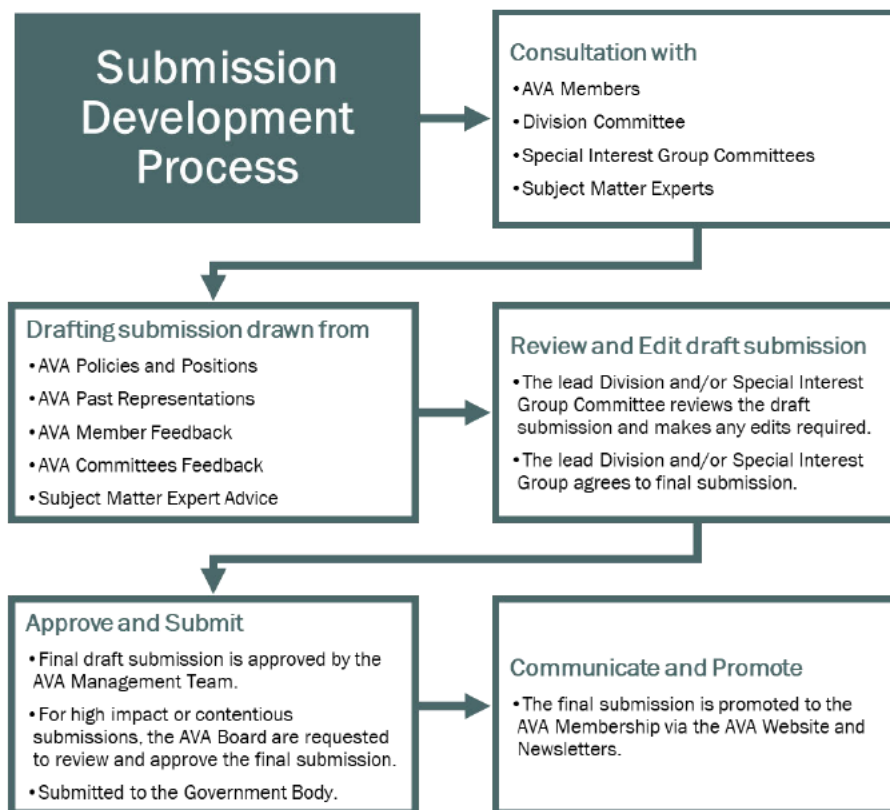 Submission
Development
Process
Consultation with
•AVA Members
•Division Committee
•Special Interest Group Committees
•Subject Matter Experts
Drafting submission drawn from
•AVA Policies and Positions
•AVA Past Representations
•AVA Member Feedback
•AVA Committees Feedback
•Subject Matter Expert Advice
Review and Edit draft submission
•The lead Division and/or Special Interest
Group Committee reviews the draft
submission and makes any edits required.
•The lead Division and/or Special Interest
Group agrees to final submission.
Approve and Submit
•Final draft submission is approved by the
AVA Management Team.
•For high impact or contentious
submissions, the AVA Board are requested
to review and approve the final submission.
•Submitted to the Government Body.
Communicate and Promote
•The final submission is promoted to the
AVA Membership via the AVA Website and
Newsletters.